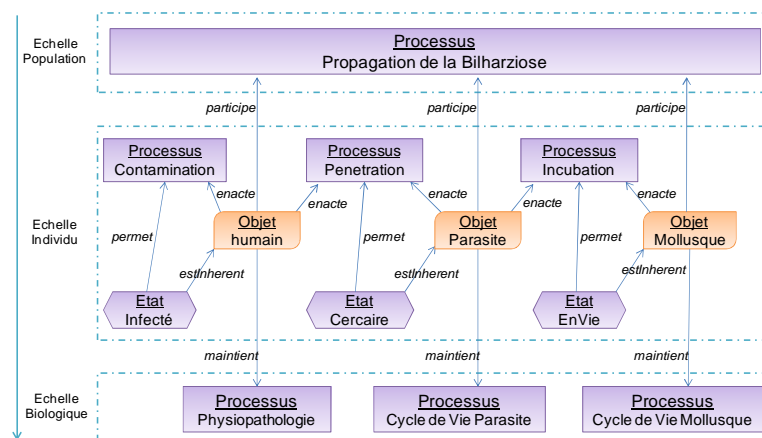 Echelle
Population
Processus
Propagation de la Bilharziose
participe
participe
participe
Echelle
Individu
Processus
Contamination
Processus
Penetration
Processus
Incubation
enacte
enacte
enacte
enacte
enacte
permet
permet
permet
Objet
humain
Objet
Parasite
Objet
Mollusque
estInherent
estInherent
estInherent
Etat
Infecté
Etat
Cercaire
Etat
EnVie
maintient
maintient
maintient
Echelle
Biologique
Processus
Physiopathologie
Processus
Cycle de Vie Parasite
Processus
Cycle de Vie Mollusque